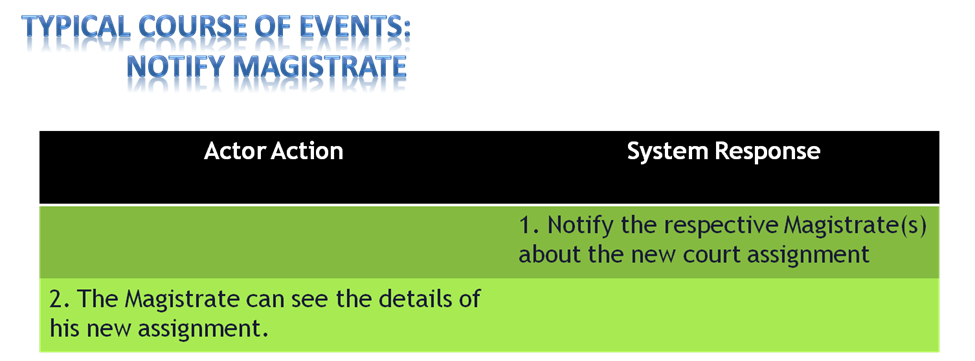 TYPICAL COURSE OF EVENTS:
NOTIFY MAGISTRATE
Actor Action
System Response
1. Notify the respective Magistrate(s)
about the new court assignment
2. The Magistrate can see the details of
his new assignment.